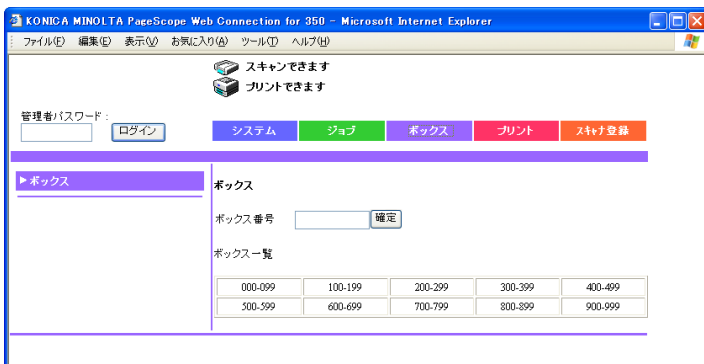 KONICA MINOLTA PageScope Web Connection for 350 - Microsoft Internet Explorer
ファイル(F) 編集(E) 表示(V) お気に入り(A) ツール(T) ヘルプ(H)
スキャンできます
プリントできます
管理者パスワード:
ログイン
システム ジョブ ボックス プリント スキャナ登録
▶ボックス
ボックス
ボックス番号 確定
ボックス一覧
000-099 100-199 200-299 300-399 400-499
500-599 600-699 700-799 800-899 900-999